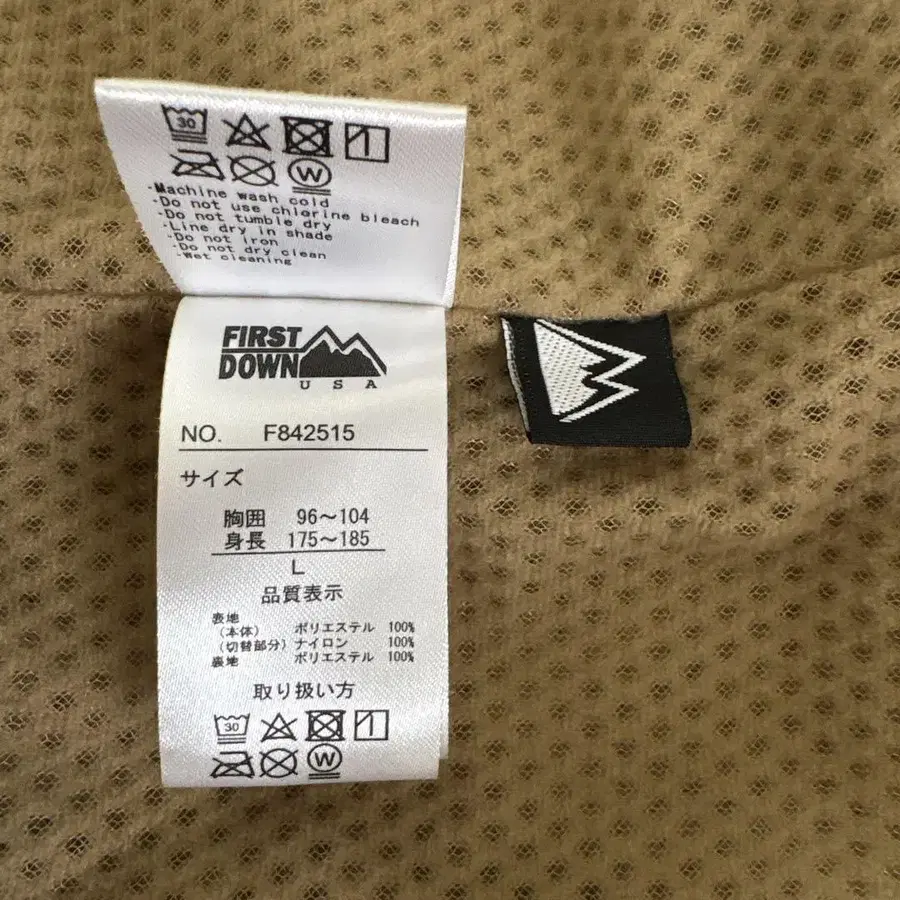 30
W
·Machine wash cold
·Do not use chlorine bleach
·Do not tumble dry
·Line dry in shade
·Do not iron
·Do not dry clean
·Wet cleaning
FIRST
DOWN
USA
NO. F842515
サイズ
胸囲 96～104
身長 175～185
L
品質表示
表地
(本体) ポリエステル 100%
(切替部分) ナイロン 100%
裏地 ポリエステル 100%
取り扱い方
30
W